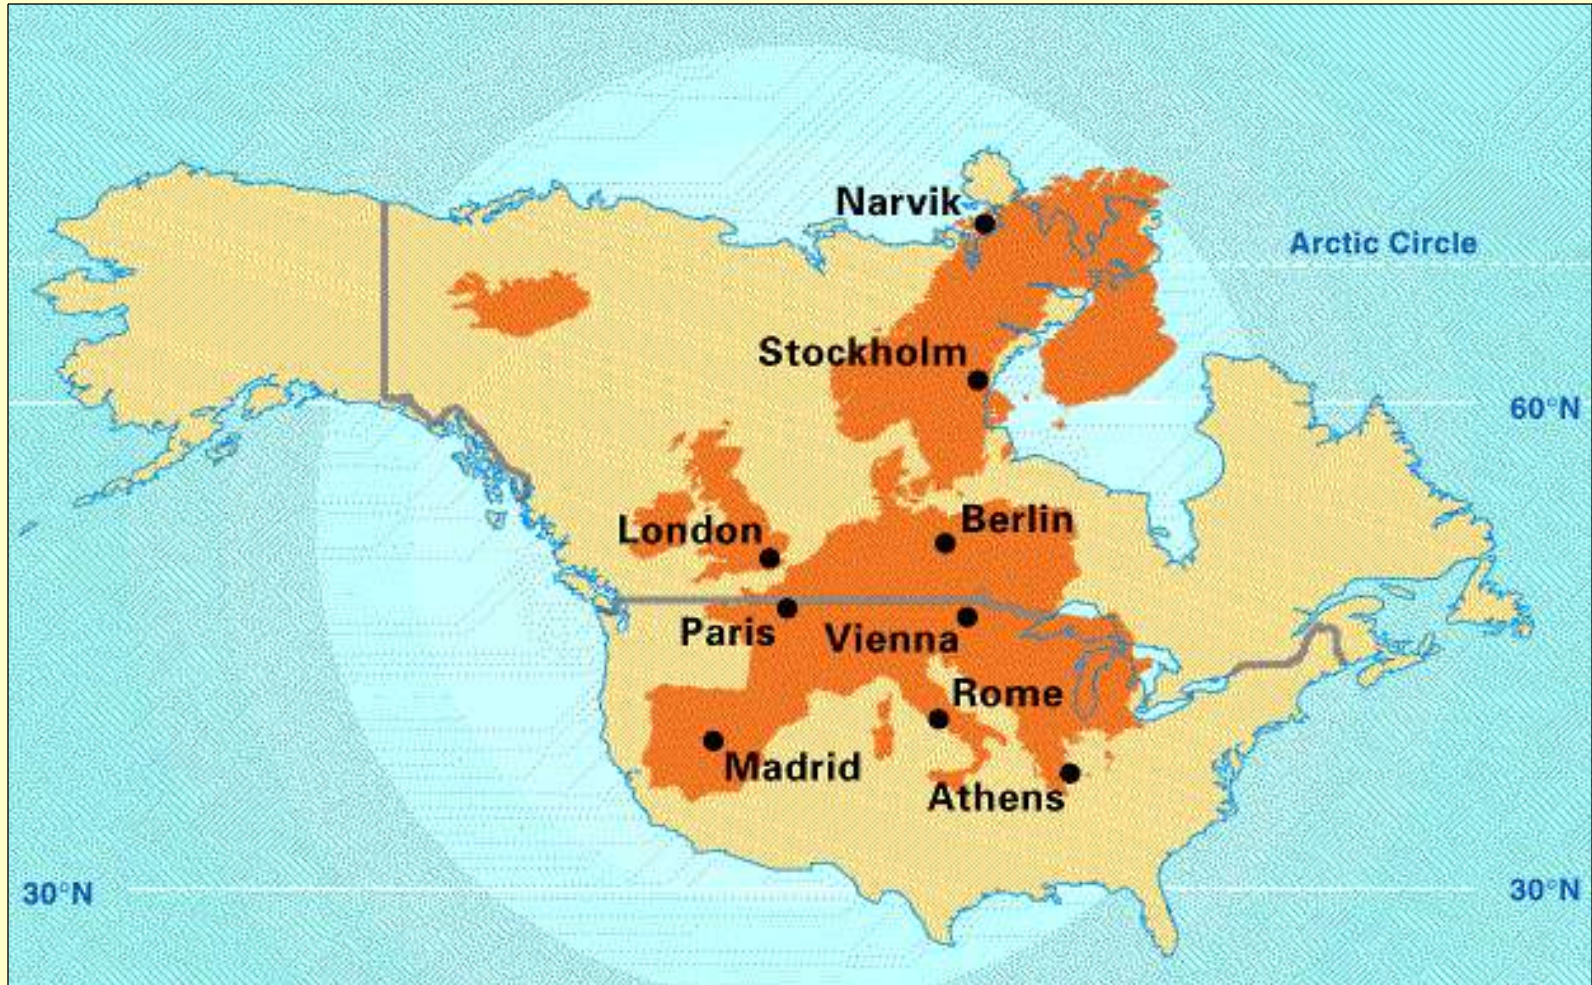 Narvik
Arctic Circle
Stockholm
60°N
London
Berlin
Paris
Vienna
Rome
Madrid
Athens
30°N
30°N